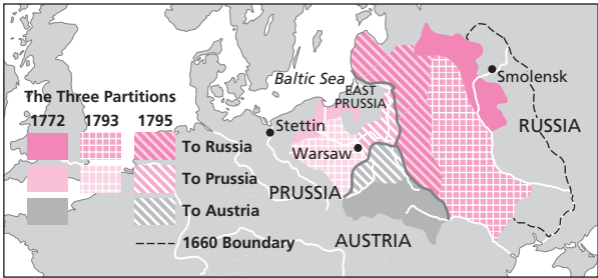 The Three Partitions
1772 1793 1795
To Russia
To Prussia
To Austria
1660 Boundary
Baltic Sea
EAST
PRUSSIA
Stettin
Warsaw
PRUSSIA
AUSTRIA
Smolensk
RUSSIA